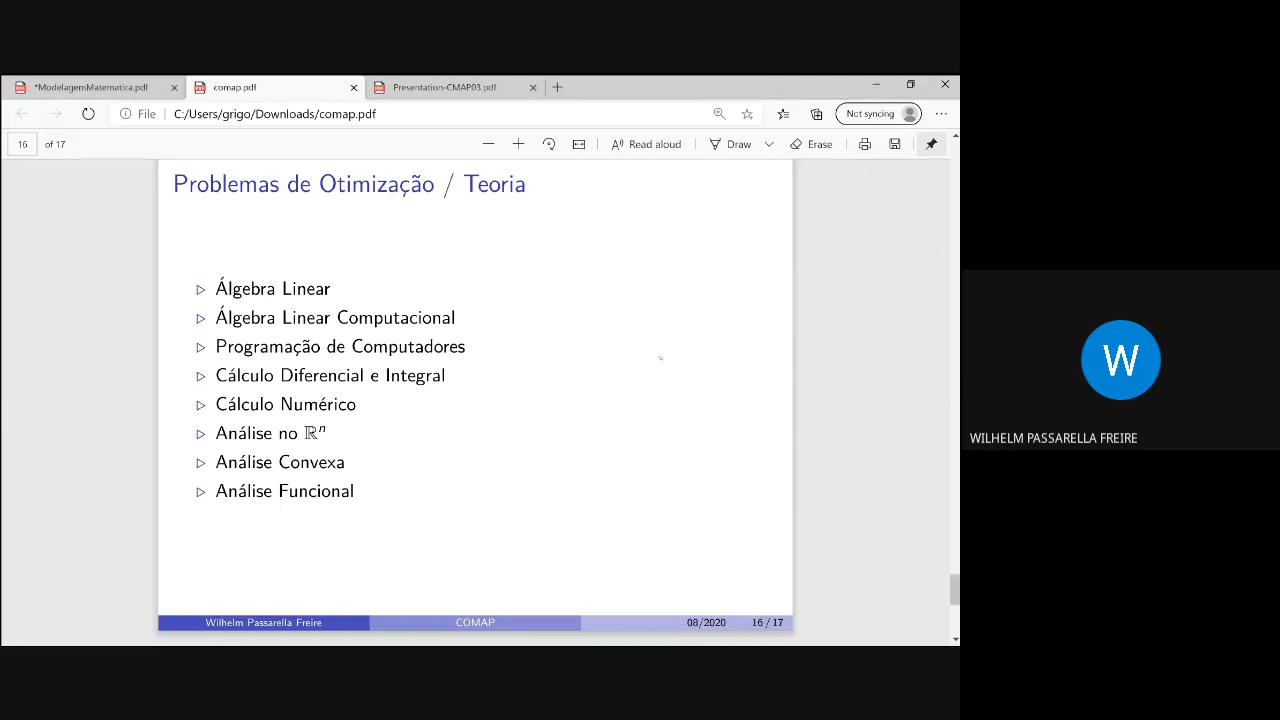 *ModelagemMatematica.pdf
comap.pdf
Presentation-CMAP03.pdf
File
C:/Users/grigo/Downloads/comap.pdf
Not syncing
16 of 17
Read aloud
Draw
Erase
Problemas de Otimização / Teoria
Álgebra Linear
Álgebra Linear Computacional
Programação de Computadores
Cálculo Diferencial e Integral
Cálculo Numérico
Análise no ℝⁿ
Análise Convexa
Análise Funcional
Wilhelm Passarella Freire
COMAP
08/2020
16 / 17
W
WILHELM PASSARELLA FREIRE